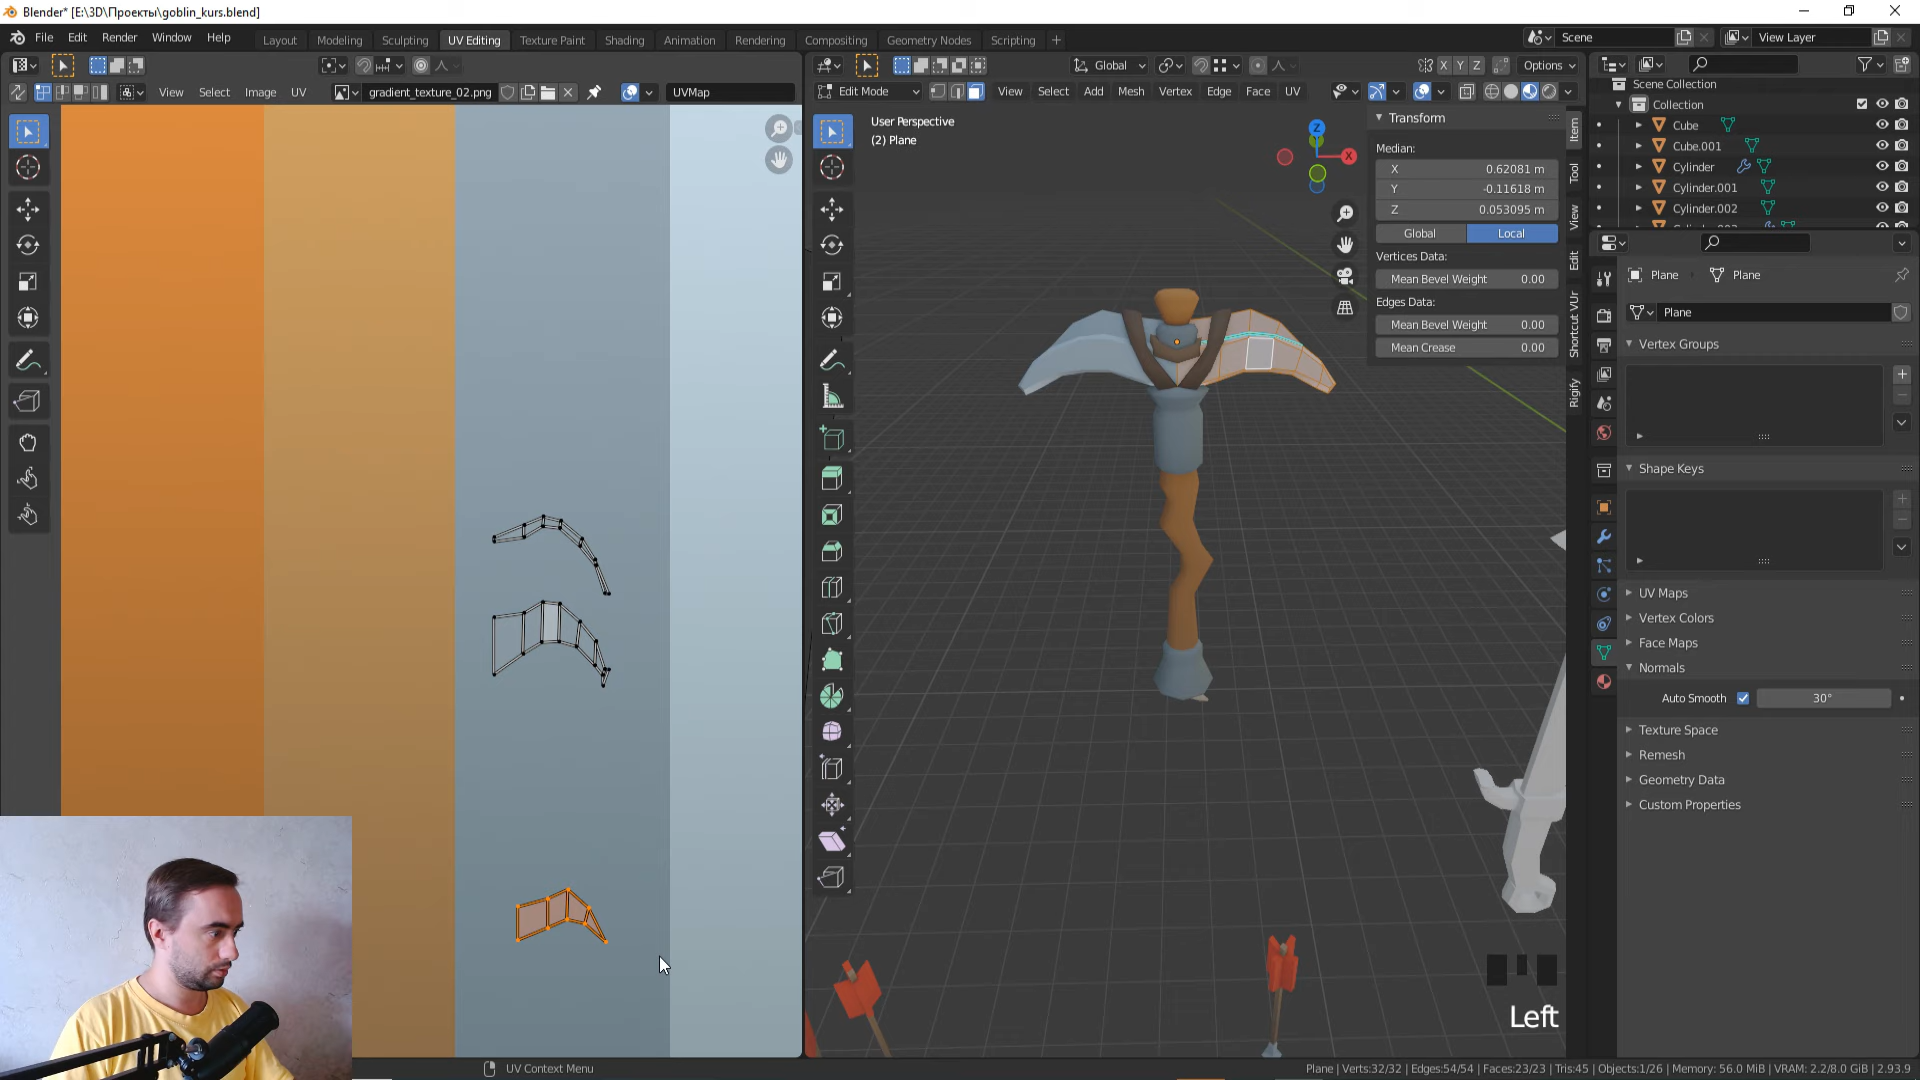 Blender* [E:\3D\Проекты\goblin_kurs.blend]
File Edit Render Window Help
Layout Modeling Sculpting UV Editing Texture Paint Shading Animation Rendering Compositing Geometry Nodes Scripting +
Scene
View Layer
Global
X Y Z
Options
View Select Image UV
gradient_texture_02.png
UVMap
Edit Mode
View Select Add Mesh Vertex Edge Face UV
User Perspective
(2) Plane
Z
X
Transform
Median:
X 0.62081 m
Y -0.11618 m
Z 0.053095 m
Global Local
Vertices Data:
Mean Bevel Weight 0.00
Edges Data:
Mean Bevel Weight 0.00
Mean Crease 0.00
Item
Tool
View
Edit
Shortcut VUr
Rigify
Scene Collection
Collection
Cube
Cube.001
Cylinder
Cylinder.001
Cylinder.002
Plane Plane
Plane
Vertex Groups
Shape Keys
UV Maps
Vertex Colors
Face Maps
Normals
Auto Smooth 30°
Texture Space
Remesh
Geometry Data
Custom Properties
Left
UV Context Menu
Plane | Verts:32/32 | Edges:54/54 | Faces:23/23 | Tris:45 | Objects:1/26 | Memory: 56.0 MiB | VRAM: 2.2/8.0 GiB | 2.93.9